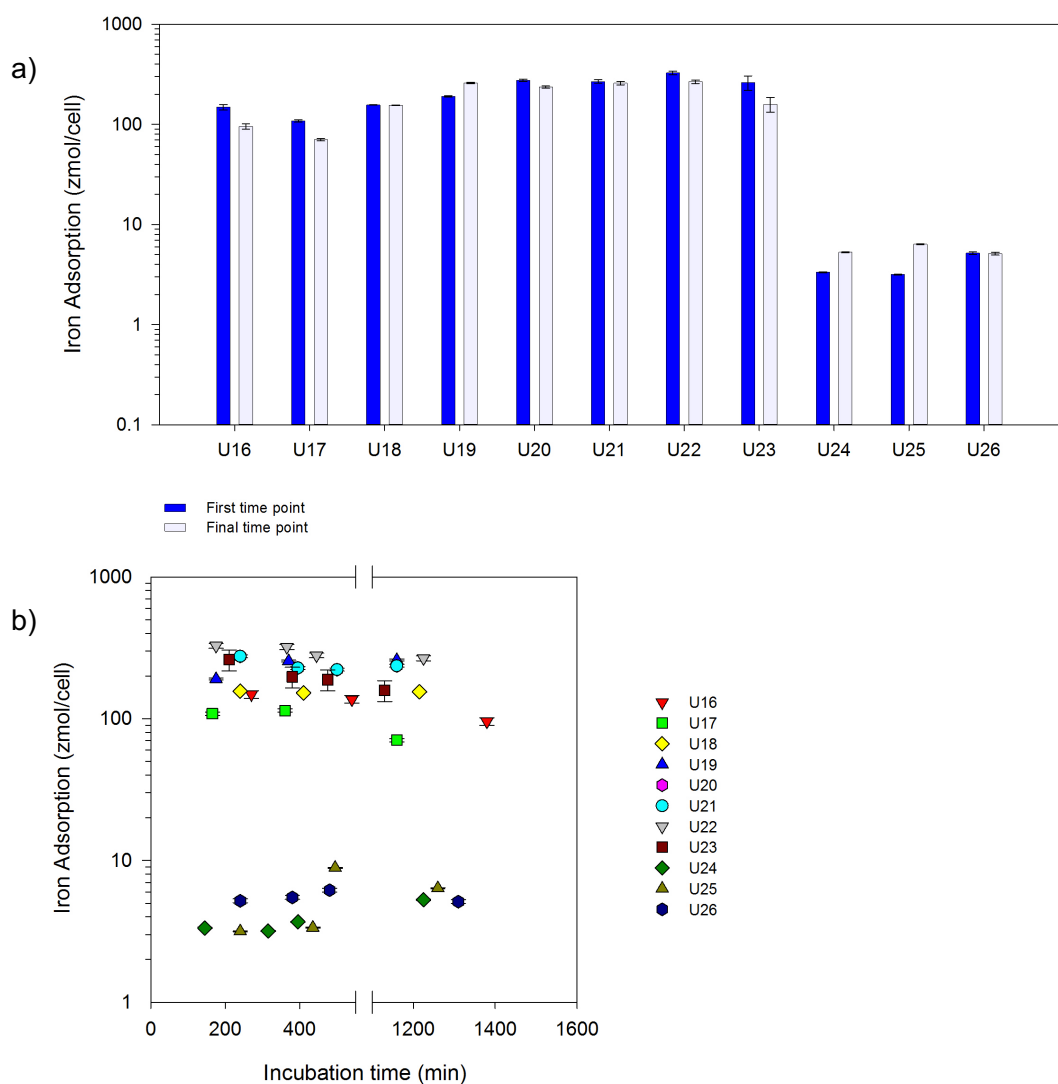 a)
Iron Adsorption (zmol/cell)
1000
100
10
1
0.1
U16 U17 U18 U19 U20 U21 U22 U23 U24 U25 U26
First time point
Final time point
b)
Iron Adsorption (zmol/cell)
1000
100
10
1
0 200 400 1200 1400 1600
Incubation time (min)
U16
U17
U18
U19
U20
U21
U22
U23
U24
U25
U26